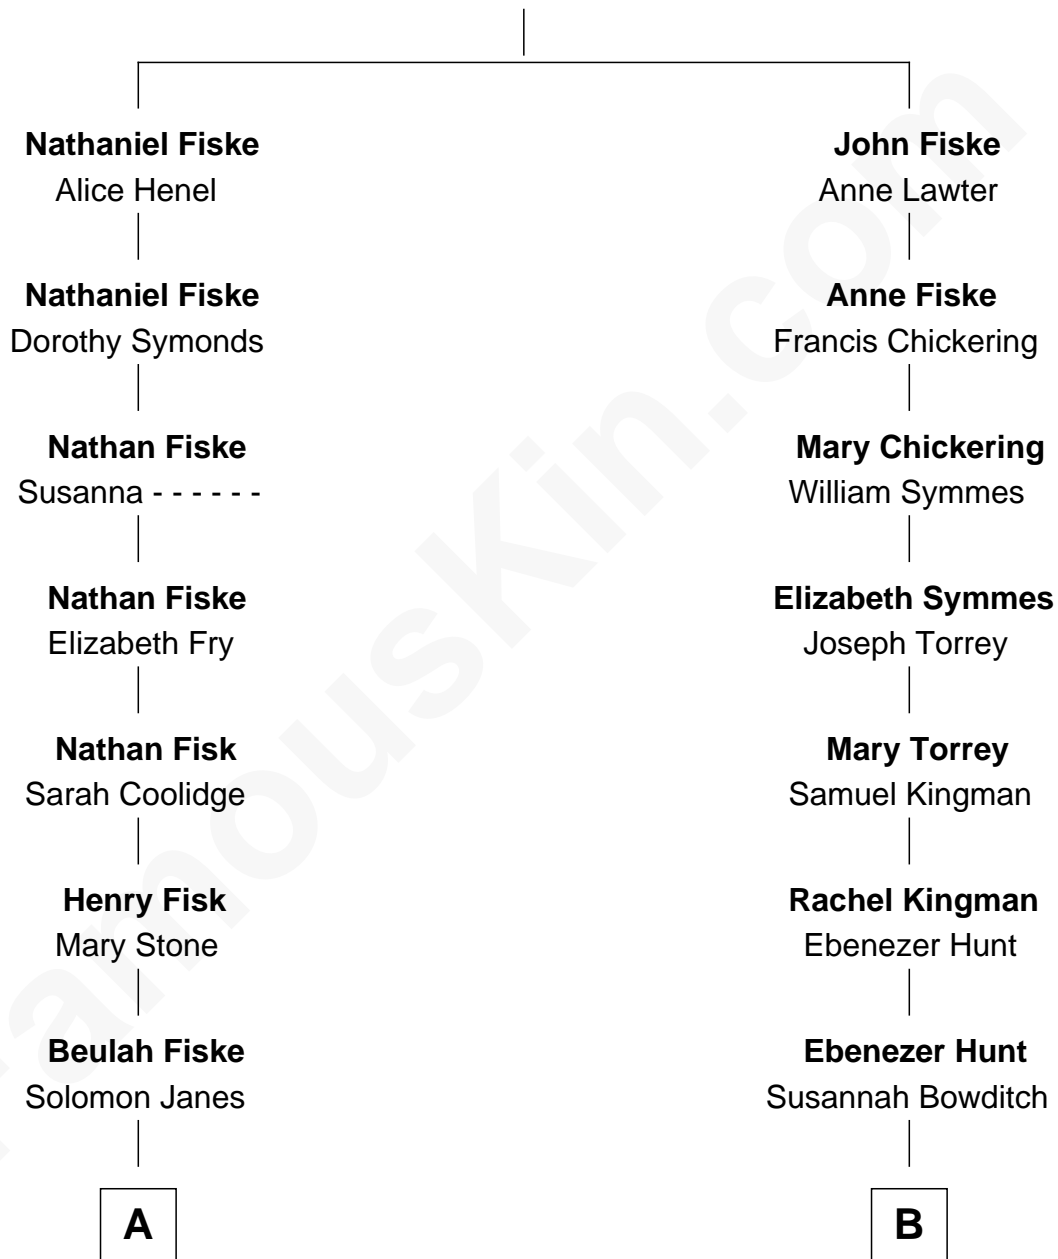 Nathaniel Fiske
Alice Henel
Nathaniel Fiske
Dorothy Symonds
Nathan Fiske
Susanna - - - - - -
Nathan Fiske
Elizabeth Fry
Nathan Fisk
Sarah Coolidge
Henry Fisk
Mary Stone
Beulah Fiske
Solomon Janes
A
John Fiske
Anne Lawter
Anne Fiske
Francis Chickering
Mary Chickering
William Symmes
Elizabeth Symmes
Joseph Torrey
Mary Torrey
Samuel Kingman
Rachel Kingman
Ebenezer Hunt
Ebenezer Hunt
Susannah Bowditch
B
FamousKin.com